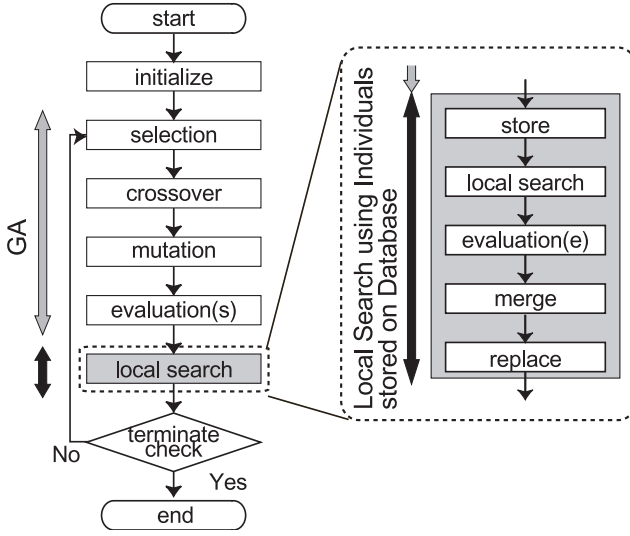 start
initialize
selection
crossover
mutation
evaluation(s)
local search
terminate
check
No
Yes
end
GA
Local Search using Individuals
stored on Database
store
local search
evaluation(e)
merge
replace